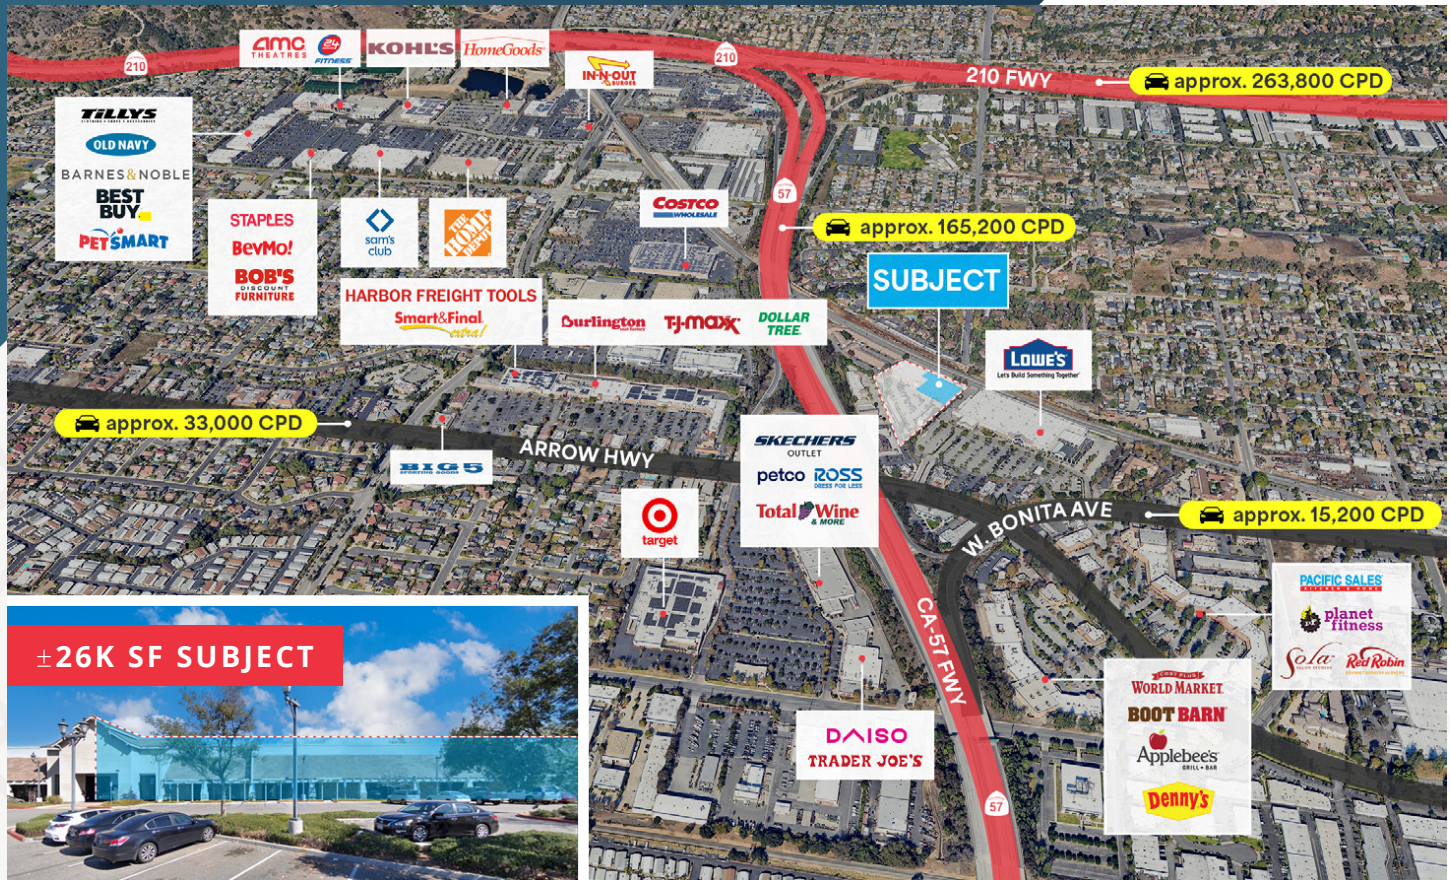 AMC
THEATRES
24
FITNESS
KOHL'S
HomeGoods
IN-N-OUT
BURGER
210
210
210 FWY
approx. 263,800 CPD
TILLYS
OLD NAVY
BARNES & NOBLE
BEST
BUY
PETSMART
STAPLES
BevMo!
BOB'S
DISCOUNT
FURNITURE
sam's
club
THE
HOME
DEPOT
COSTCO
WHOLESALE
57
approx. 165,200 CPD
SUBJECT
HARBOR FREIGHT TOOLS
Smart&Final
extra!
Burlington
T.J.maxx
DOLLAR
TREE
LOWE'S
Let's Build Something Together
approx. 33,000 CPD
ARROW HWY
BIG 5
SPORTING GOODS
SKECHERS
OUTLET
petco
ROSS
DRESS FOR LESS
Total Wine
& MORE
target
W. BONITA AVE
approx. 15,200 CPD
CA-57 FWY
PACIFIC SALES
KITCHEN & HOME
planet
fitness
Sola
Red Robin
COST PLUS
WORLD MARKET
BOOT BARN
Applebee's
GRILL + BAR
Denny's
DAISO
TRADER JOE'S
57
±26K SF SUBJECT